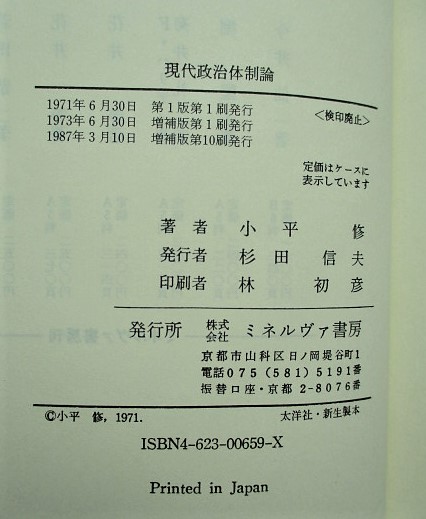 現代政治体制論
1971年6月30日 第1版第1刷発行
1973年6月30日 増補版第1刷発行
1987年3月10日 増補版第10刷発行
〈検印廃止〉
定価はケースに
表示しています
著者 小平 修
発行者 杉田信夫
印刷者 林 初彦
発行所 株式会社 ミネルヴァ書房
京都市山科区日ノ岡堤谷町1
電話075(581)5191番
振替口座・京都2-8076番
©小平 修, 1971.
太洋社・新生製本
ISBN4-623-00659-X
Printed in Japan